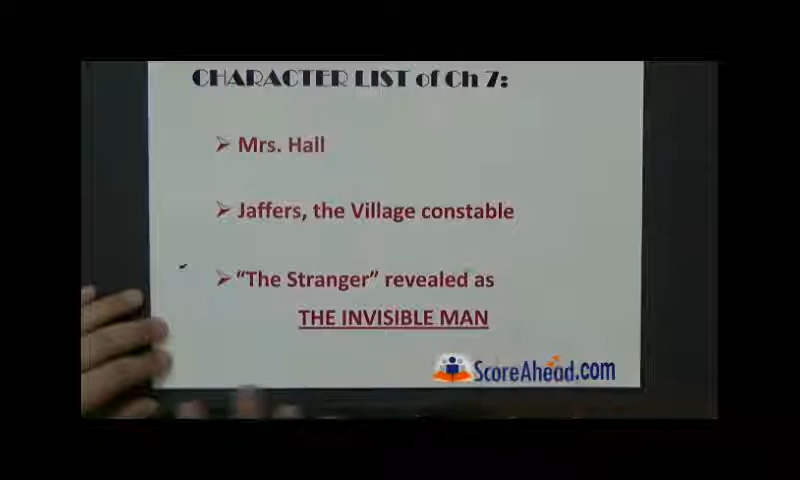 CHARACTER LIST of Ch 7:
➢ Mrs. Hall
➢ Jaffers, the Village constable
➢ “The Stranger” revealed as
THE INVISIBLE MAN
ScoreAhead.com